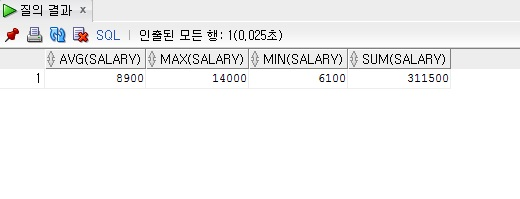 질의 결과 x
SQL | 인출된 모든 행: 1(0,025초)
AVG(SALARY) MAX(SALARY) MIN(SALARY) SUM(SALARY)
1 8900 14000 6100 311500